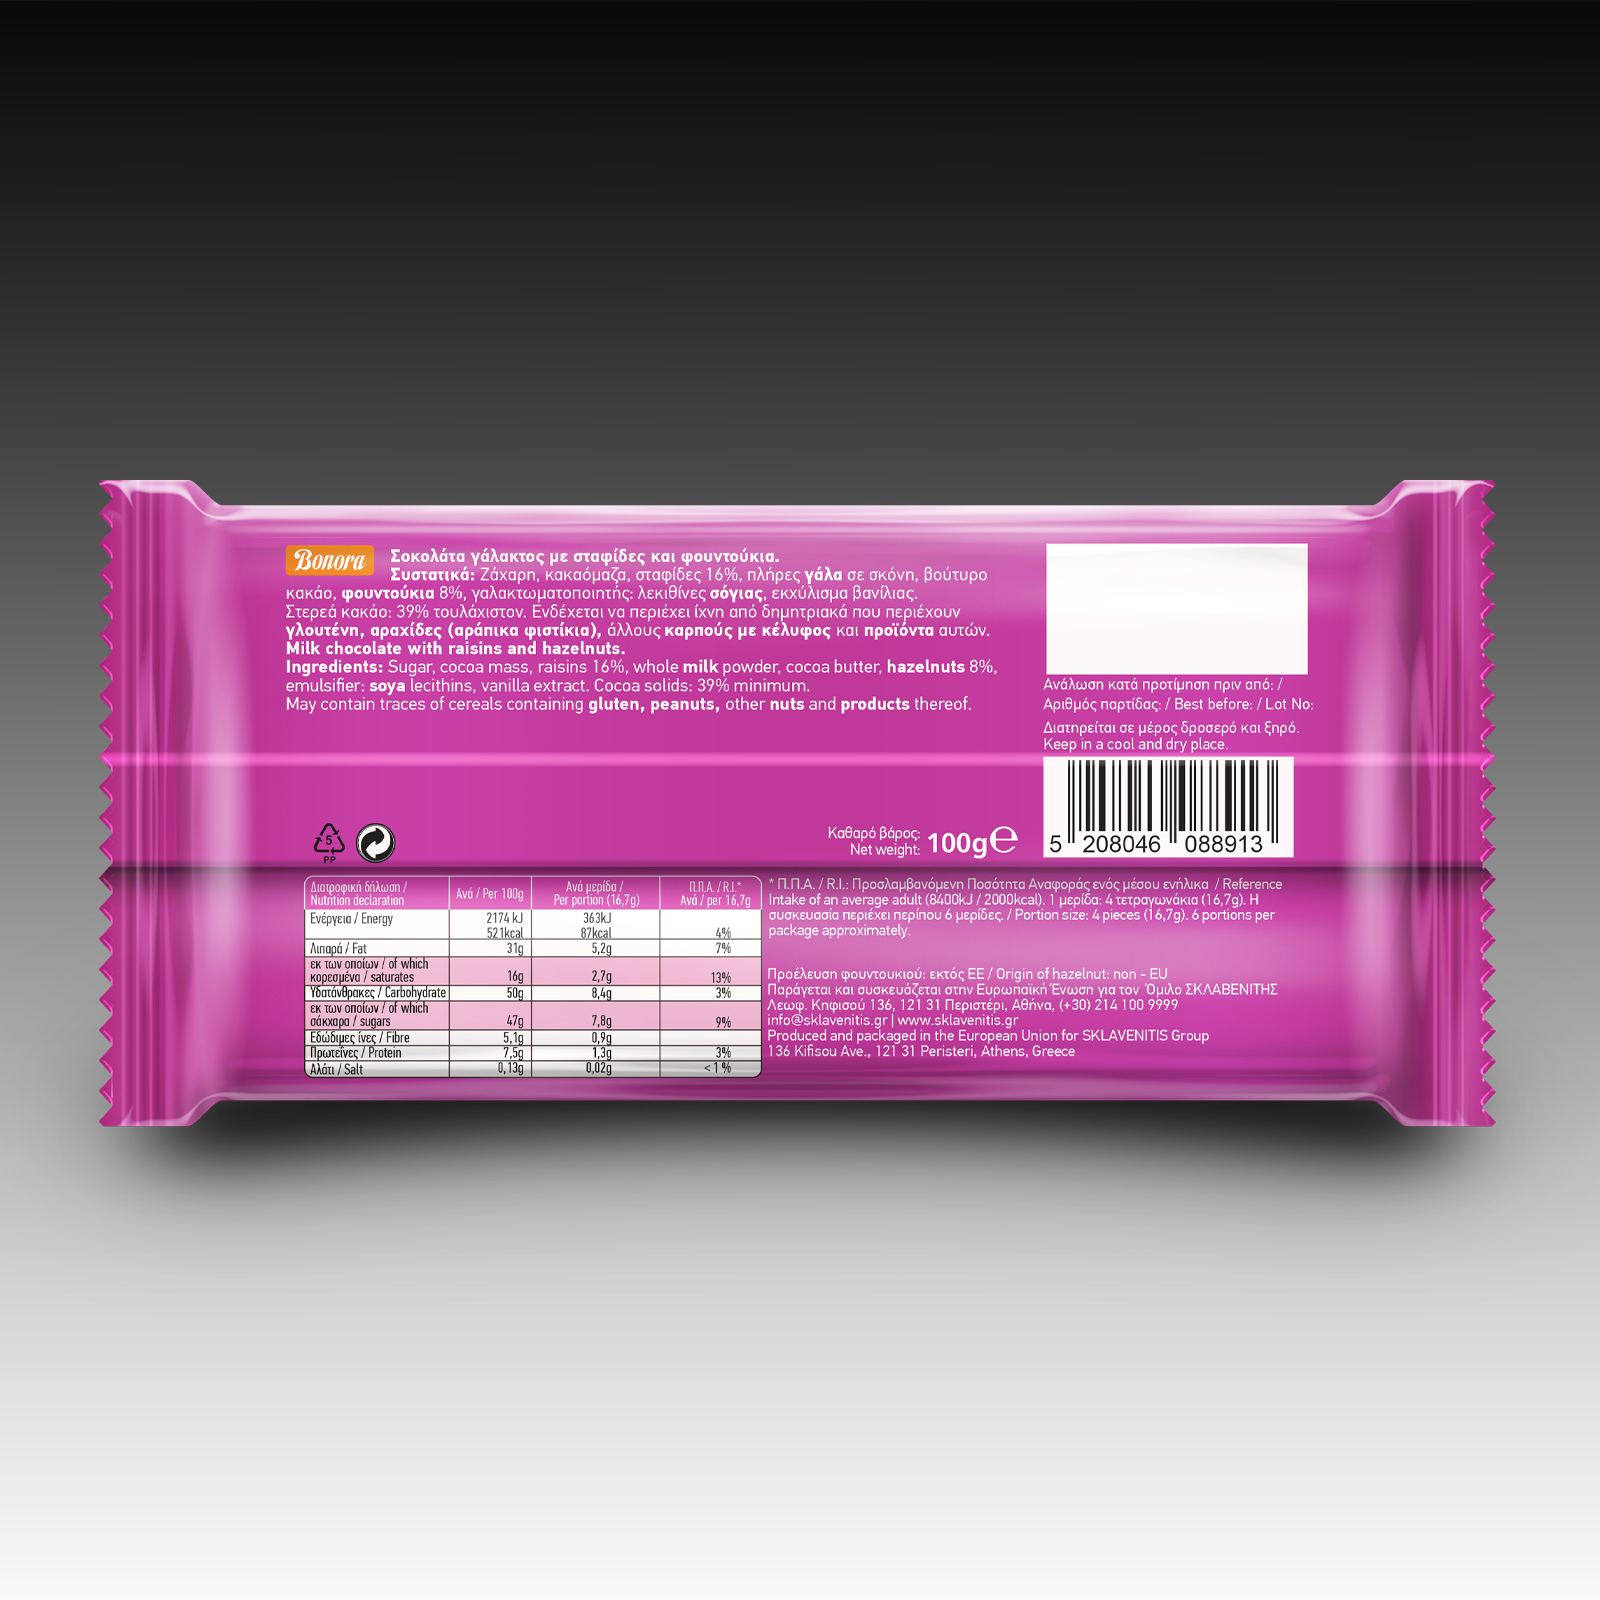 Bonora
Σοκολάτα γάλακτος με σταφίδες και φουντούκια.
Συστατικά: Ζάχαρη, κακαόμαζα, σταφίδες 16%, πλήρες γάλα σε σκόνη, βούτυρο
κακάο, φουντούκια 8%, γαλακτωματοποιητής: λεκιθίνες σόγιας, εκχύλισμα βανίλιας.
Στερεά κακάο: 39% τουλάχιστον. Ενδέχεται να περιέχει ίχνη από δημητριακά που περιέχουν
γλουτένη, αραχίδες (αράπικα φιστίκια), άλλους καρπούς με κέλυφος και προϊόντα αυτών.
Milk chocolate with raisins and hazelnuts.
Ingredients: Sugar, cocoa mass, raisins 16%, whole milk powder, cocoa butter, hazelnuts 8%,
emulsifier: soya lecithins, vanilla extract. Cocoa solids: 39% minimum.
May contain traces of cereals containing gluten, peanuts, other nuts and products thereof.
Ανάλωση κατά προτίμηση πριν από: /
Αριθμός παρτίδας: / Best before: / Lot No:
Διατηρείται σε μέρος δροσερό και ξηρό.
Keep in a cool and dry place.
5 208046 088913
5
PP
Καθαρό βάρος:
Net weight: 100g℮
Διατροφική δήλωση / Nutrition declaration Ανά / Per 100g Ανά μερίδα / Per portion (16,7g) Π.Π.Α. / R.I.* Ανά / per 16,7g
Ενέργεια / Energy 2174 kJ 363kJ
521kcal 87kcal 4%
Λιπαρά / Fat 31g 5,2g 7%
εκ των οποίων / of which
κορεσμένα / saturates 16g 2,7g 13%
Υδατάνθρακες / Carbohydrate 50g 8,4g 3%
εκ των οποίων / of which
σάκχαρα / sugars 47g 7,8g 9%
Εδώδιμες ίνες / Fibre 5,1g 0,9g
Πρωτεΐνες / Protein 7,5g 1,3g 3%
Αλάτι / Salt 0,13g 0,02g <1%
* Π.Π.Α. / R.I.: Προσλαμβανόμενη Ποσότητα Αναφοράς ενός μέσου ενήλικα / Reference
Intake of an average adult (8400kJ / 2000kcal). 1 μερίδα: 4 τετραγωνάκια (16,7g). Η
συσκευασία περιέχει περίπου 6 μερίδες. / Portion size: 4 pieces (16,7g). 6 portions per
package approximately.
Προέλευση φουντουκιού: εκτός ΕΕ / Origin of hazelnut: non - EU
Παράγεται και συσκευάζεται στην Ευρωπαϊκή Ένωση για τον Όμιλο ΣΚΛΑΒΕΝΙΤΗΣ
Λεωφ. Κηφισού 136, 121 31 Περιστέρι, Αθήνα, (+30) 214 100 9999
info@sklavenitis.gr | www.sklavenitis.gr
Produced and packaged in the European Union for SKLAVENITIS Group
136 Kifisou Ave., 121 31 Peristeri, Athens, Greece